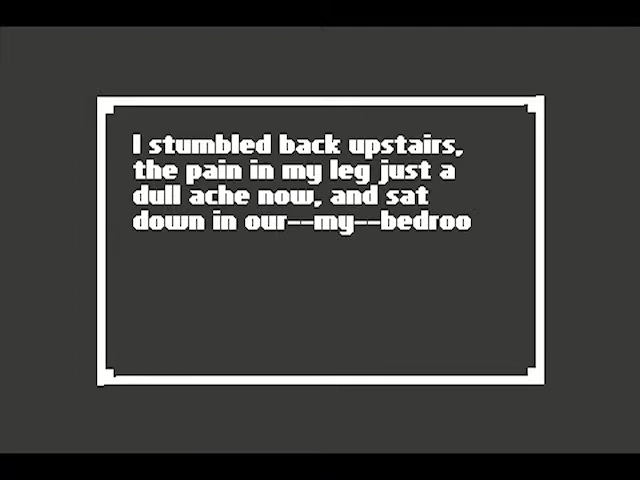 I stumbled back upstairs,
the pain in my leg just a
dull ache now, and sat
down in our--my--bedroo